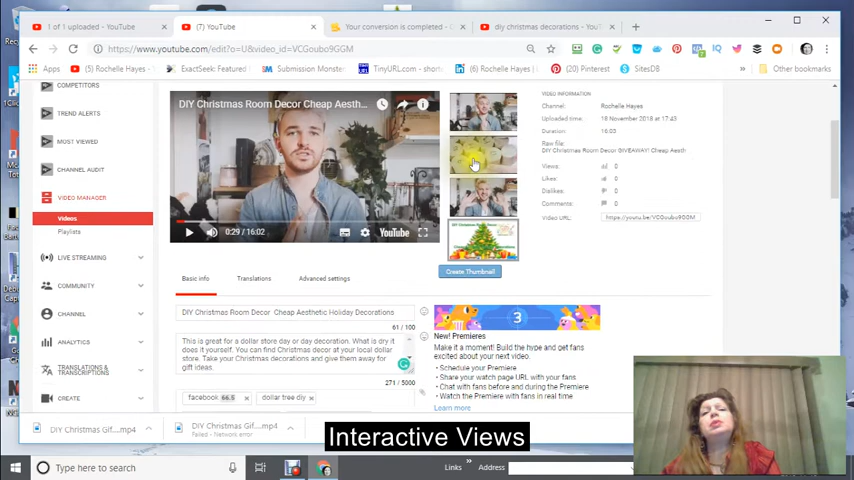 1 of 1 uploaded - YouTube
(7) YouTube
Your conversion is completed -
diy christmas decorations - YouT
https://www.youtube.com/edit?o=U&video_id=VCGoubo9GGM
Apps
(5) Rochelle Hayes
ExactSeek: Featured
Submission Monster
TinyURL.com - short
(6) Rochelle Hayes
(20) Pinterest
SitesDB
Other bookmarks
COMPETITORS
TREND ALERTS
MOST VIEWED
CHANNEL AUDIT
VIDEO MANAGER
Videos
Playlists
LIVE STREAMING
COMMUNITY
CHANNEL
ANALYTICS
TRANSLATIONS &
TRANSCRIPTIONS
CREATE
DIY Christmas Room Decor Cheap Aesth...
0:29 / 16:02
YouTube
Create Thumbnail
VIDEO INFORMATION
Channel: Rochelle Hayes
Uploaded time: 18 November 2018 at 17:43
Duration: 16:03
Raw file:
DIY Christmas Room Decor GIVEAWAY! Cheap Aesth
Views: 0
Likes: 0
Dislikes: 0
Comments: 0
Video URL: https://youtu.be/VCGoubo9GGM
Basic info
Translations
Advanced settings
DIY Christmas Room Decor Cheap Aesthetic Holiday Decorations
61 / 100
This is great for a dollar store day or day decoration. What is dry it
does it yourself. You can find Christmas decor at your local dollar
store. Take your Christmas decorations and give them away for
gift ideas.
271 / 5000
facebook 66.5 ×
dollar tree diy ×
3
New! Premieres
Make it a moment! Build the hype and get fans
excited about your next video.
• Schedule your Premiere
• Share your watch page URL with your fans
• Chat with fans before and during the Premiere
• Watch the Premiere with fans in real time
Learn more
DIY Christmas Gif....mp4
DIY Christmas Gif....mp4
Failed - Network error
Interactive Views
Type here to search
Links
Address